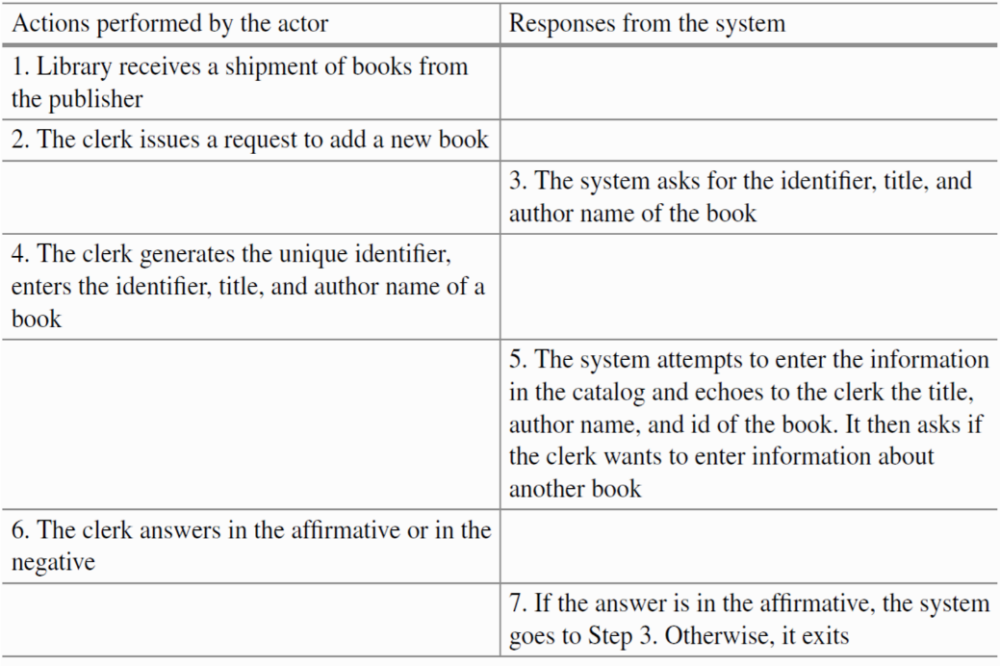 Actions performed by the actor
Responses from the system
1. Library receives a shipment of books from
the publisher
2. The clerk issues a request to add a new book
3. The system asks for the identifier, title, and
author name of the book
4. The clerk generates the unique identifier,
enters the identifier, title, and author name of a
book
5. The system attempts to enter the information
in the catalog and echoes to the clerk the title,
author name, and id of the book. It then asks if
the clerk wants to enter information about
another book
6. The clerk answers in the affirmative or in the
negative
7. If the answer is in the affirmative, the system
goes to Step 3. Otherwise, it exits